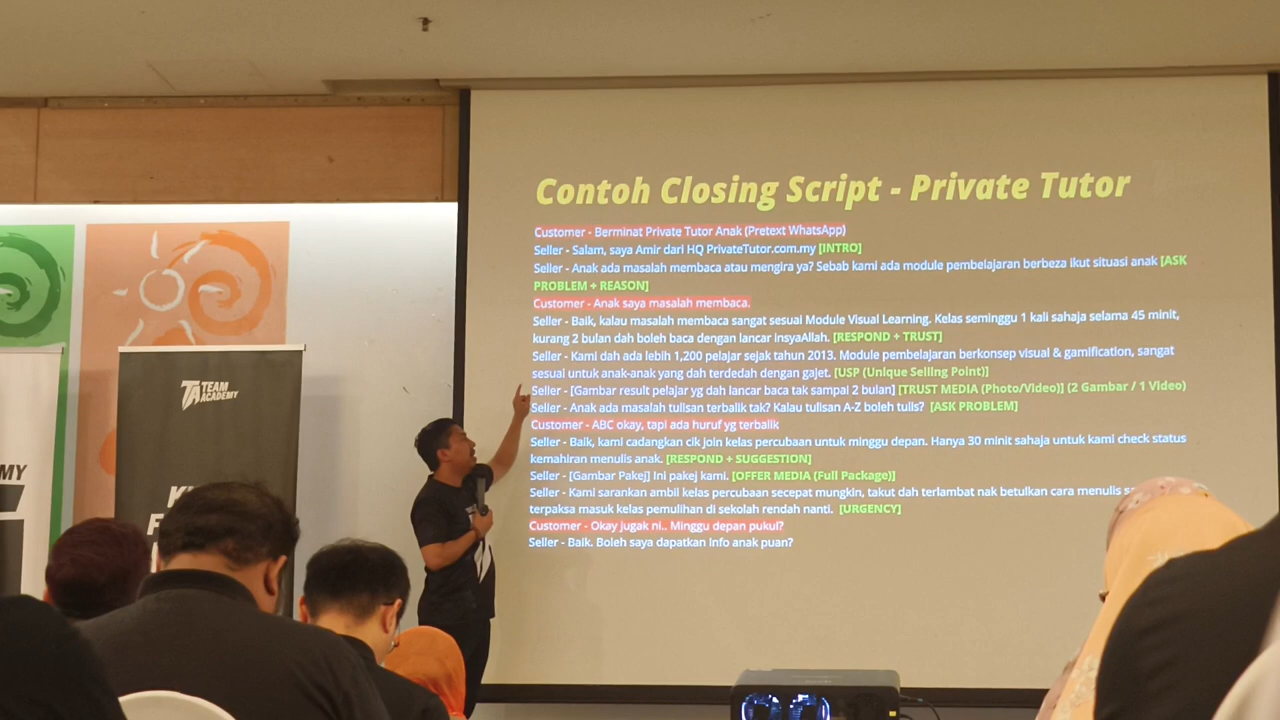 Contoh Closing Script - Private Tutor
Customer - Berminat Private Tutor Anak (Pretext WhatsApp)
Seller - Salam, saya Amir dari HQ PrivateTutor.com.my [INTRO]
Seller - Anak ada masalah membaca atau mengira ya? Sebab kami ada module pembelajaran berbeza ikut situasi anak [ASK
PROBLEM + REASON]
Customer - Anak saya masalah membaca.
Seller - Baik, kalau masalah membaca sangat sesuai Module Visual Learning. Kelas seminggu 1 kali sahaja selama 45 minit,
kurang 2 bulan dah boleh baca dengan lancar insyaAllah. [RESPOND + TRUST]
Seller - Kami dah ada lebih 1,200 pelajar sejak tahun 2013. Module pembelajaran berkonsep visual & gamification, sangat
sesuai untuk anak-anak yang dah terdedah dengan gajet. [USP (Unique Selling Point)]
Seller - [Gambar result pelajar yg dah lancar baca tak sampai 2 bulan] [TRUST MEDIA (Photo/Video)] (2 Gambar / 1 Video)
Seller - Anak ada masalah tulisan terbalik tak? Kalau tulisan A-Z boleh tulis? [ASK PROBLEM]
Customer - ABC okay, tapi ada huruf yg terbalik
Seller - Baik, kami cadangkan cik join kelas percubaan untuk minggu depan. Hanya 30 minit sahaja untuk kami check status
kemahiran menulis anak. [RESPOND + SUGGESTION]
Seller - [Gambar Pakej] Ini pakej kami. [OFFER MEDIA (Full Package)]
Seller - Kami sarankan ambil kelas percubaan secepat mungkin, takut dah terlambat nak betulkan cara menulis
terpaksa masuk kelas pemulihan di sekolah rendah nanti. [URGENCY]
Customer - Okay jugak ni.. Minggu depan pukul?
Seller - Baik. Boleh saya dapatkan info anak puan?
TA TEAM
ACADEMY